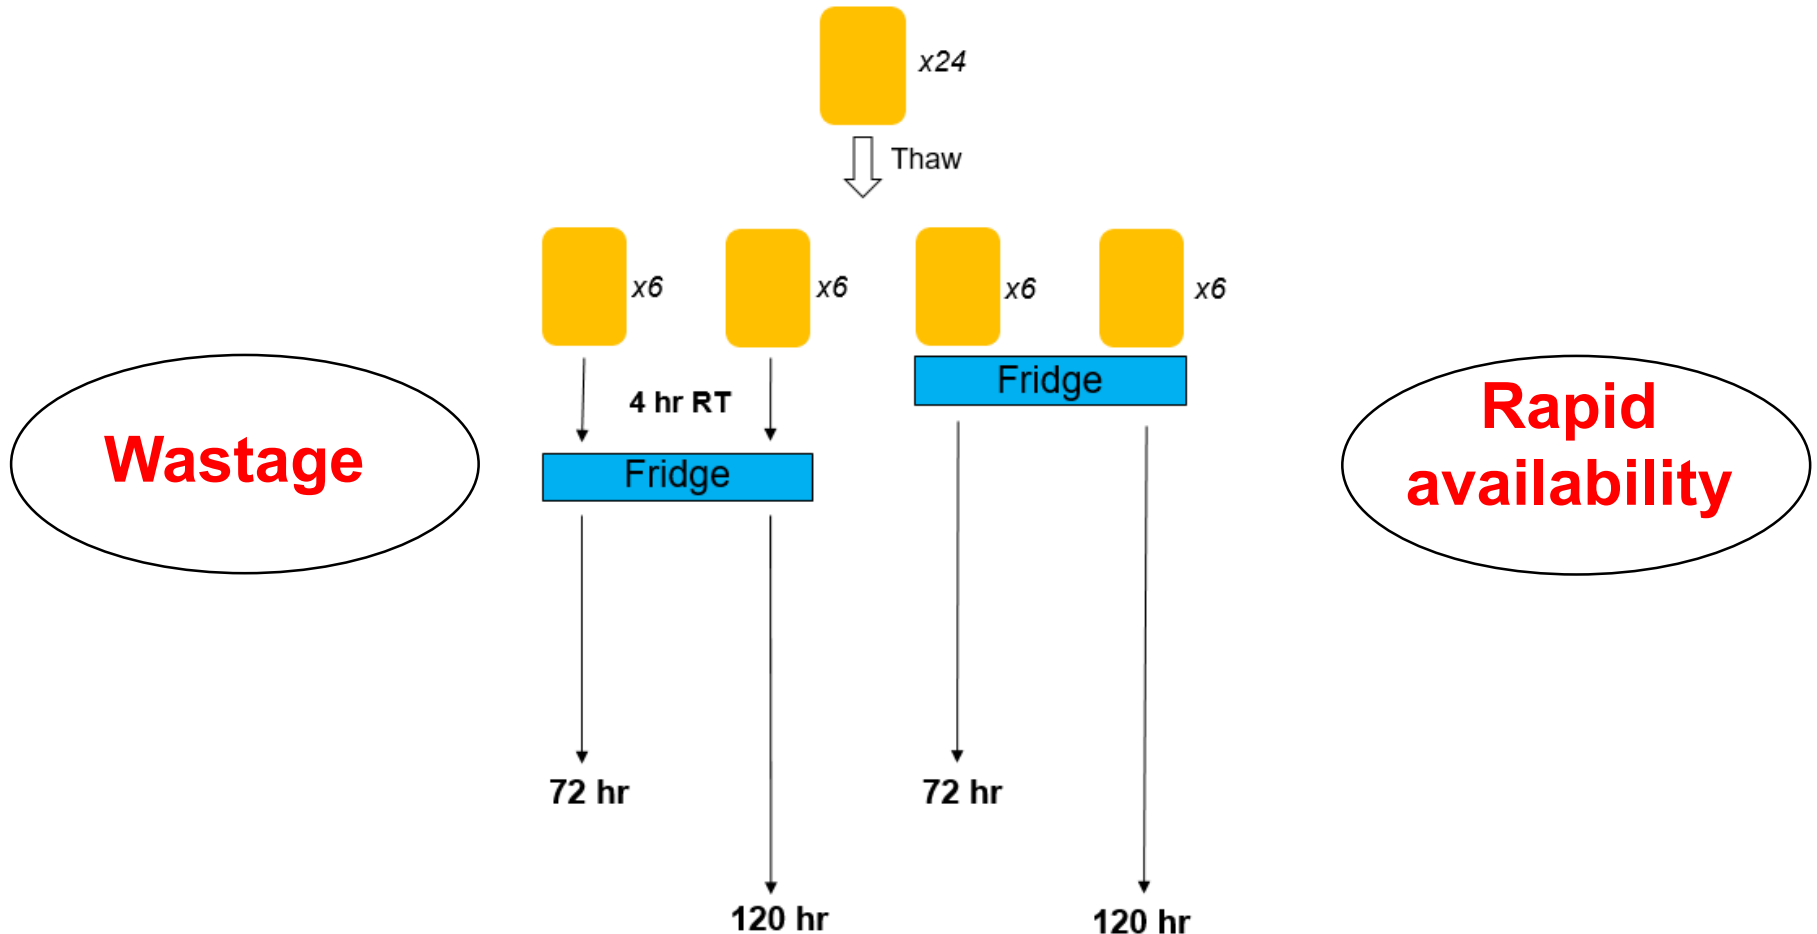 x24
Thaw
x6
x6
x6
x6
Fridge
4 hr RT
Fridge
Wastage
Rapid
availability
72 hr
72 hr
120 hr
120 hr